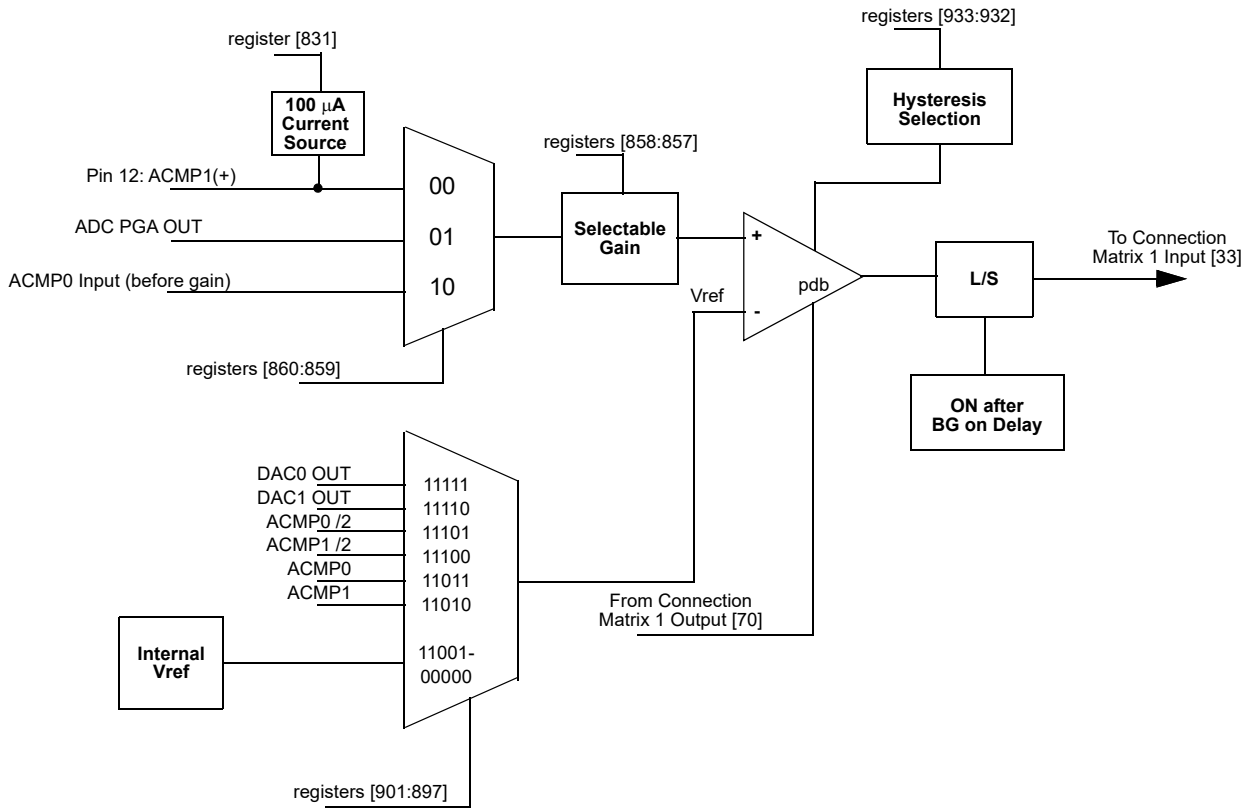 registers [933:932]
register [831]
100 μA
Current
Source
Hysteresis
Selection
registers [858:857]
Pin 12: ACMP1(+)
00
ADC PGA OUT
01
ACMP0 Input (before gain)
10
Selectable
Gain
+
-
pdb
Vref
L/S
To Connection
Matrix 1 Input [33]
registers [860:859]
ON after
BG on Delay
DAC0 OUT
11111
DAC1 OUT
11110
ACMP0 /2
11101
ACMP1 /2
11100
ACMP0
11011
ACMP1
11010
From Connection
Matrix 1 Output [70]
Internal
Vref
11001-
00000
registers [901:897]